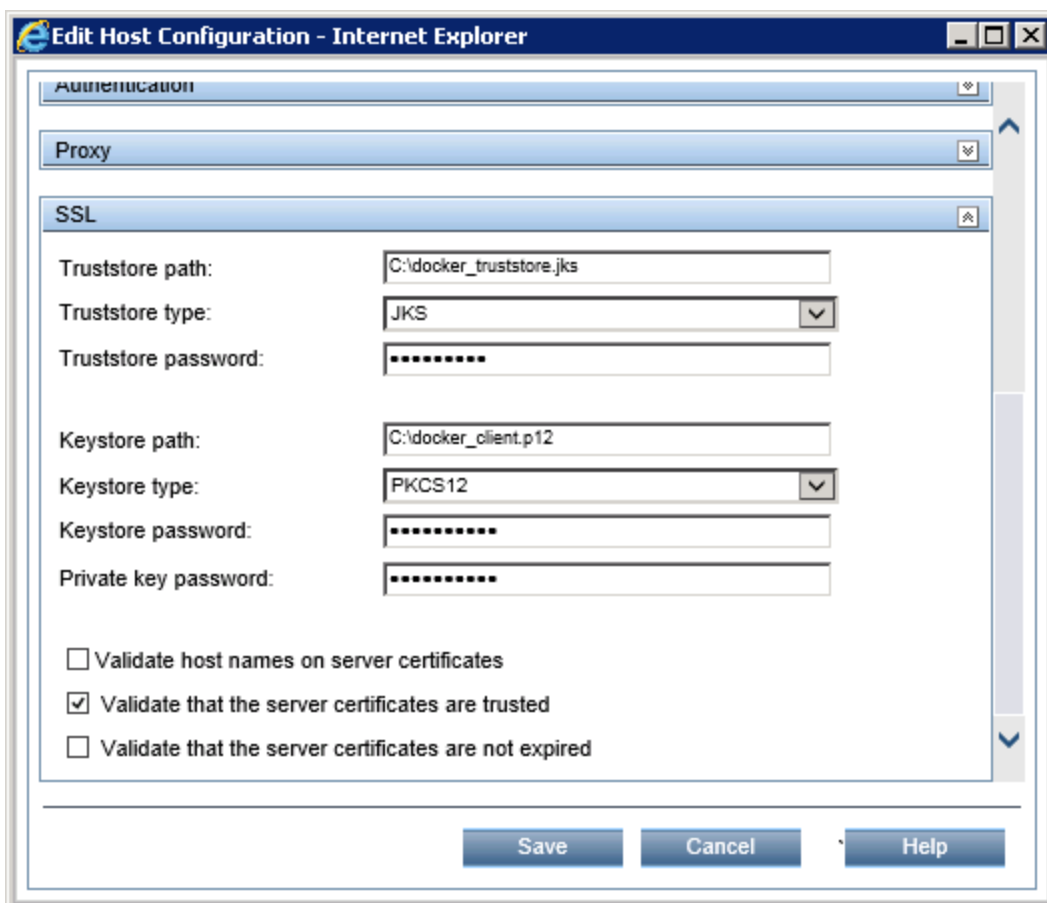 Edit Host Configuration - Internet Explorer
Authentication
Proxy
SSL
Truststore path: C:\docker_truststore.jks
Truststore type: JKS
Truststore password: •••••••••
Keystore path: C:\docker_client.p12
Keystore type: PKCS12
Keystore password: ••••••••••
Private key password: ••••••••••
Validate host names on server certificates
Validate that the server certificates are trusted
Validate that the server certificates are not expired
Save Cancel Help